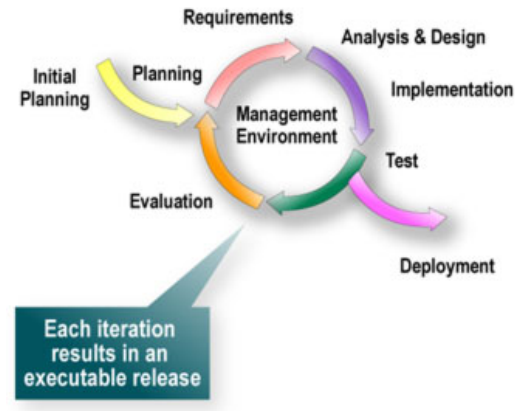 Requirements
Analysis & Design
Planning
Initial
Planning
Implementation
Management
Environment
Test
Evaluation
Deployment
Each iteration
results in an
executable release